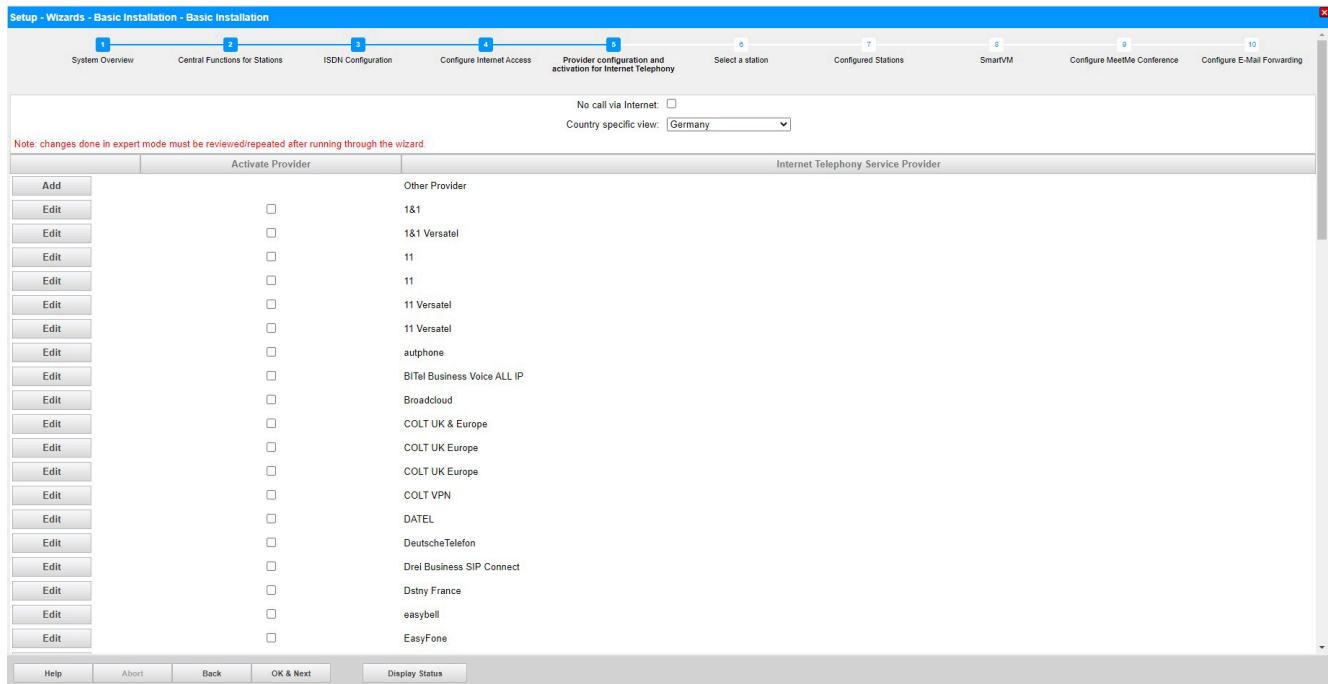 Setup - Wizards - Basic Installation - Basic Installation
1 2 3 4 5 6 7 8 9 10
System Overview Central Functions for Stations ISDN Configuration Configure Internet Access Provider configuration and activation for Internet Telephony Select a station Configured Stations SmartVM Configure MeetMe Conference Configure E-Mail Forwarding
No call via Internet:
Country specific view: Germany
Note: changes done in expert mode must be reviewed/repeated after running through the wizard.
Activate Provider Internet Telephony Service Provider
Add Other Provider
Edit 1&1
Edit 1&1 Versatel
Edit 11
Edit 11
Edit 11 Versatel
Edit 11 Versatel
Edit autphone
Edit BITel Business Voice ALL IP
Edit Broadcloud
Edit COLT UK & Europe
Edit COLT UK Europe
Edit COLT UK Europe
Edit COLT VPN
Edit DATEL
Edit DeutscheTelefon
Edit Drei Business SIP Connect
Edit Dstny France
Edit easybell
Edit EasyFone
Help Abort Back OK & Next Display Status